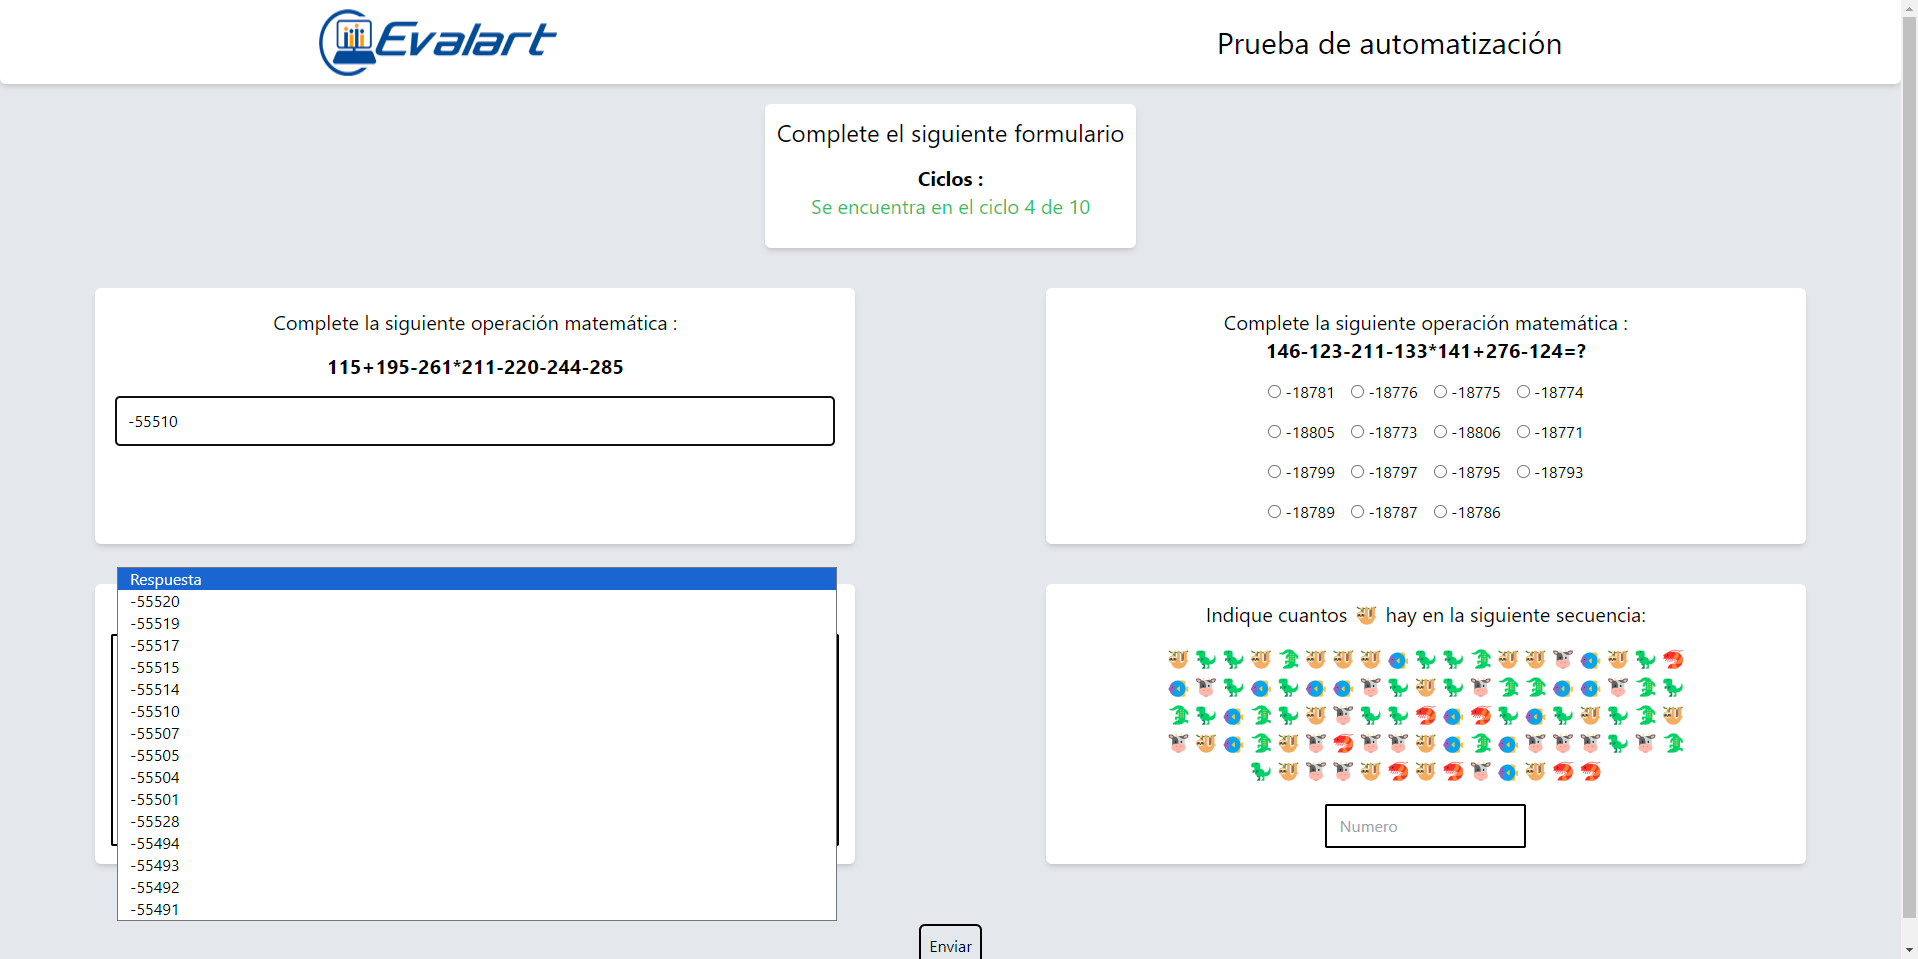 Evalart
Prueba de automatización
Complete el siguiente formulario
Ciclos :
Se encuentra en el ciclo 4 de 10
Complete la siguiente operación matemática :
115+195-261*211-220-244-285
-55510
Complete la siguiente operación matemática :
146-123-211-133*141+276-124=?
-18781 -18776 -18775 -18774
-18805 -18773 -18806 -18771
-18799 -18797 -18795 -18793
-18789 -18787 -18786
Respuesta
-55520
-55519
-55517
-55515
-55514
-55510
-55507
-55505
-55504
-55501
-55528
-55494
-55493
-55492
-55491
Indique cuantos 🦥 hay en la siguiente secuencia:
Numero
Enviar